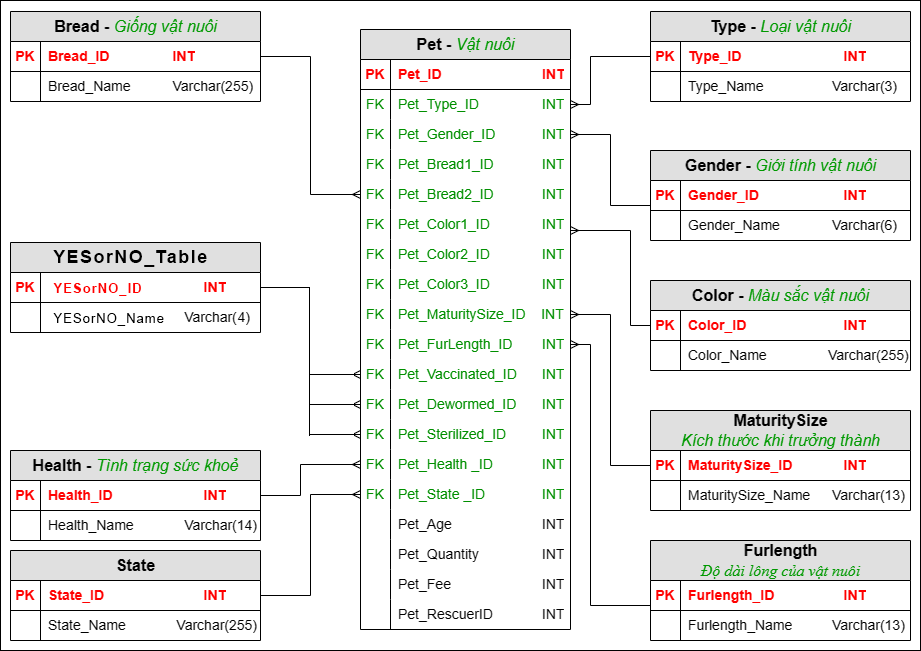 Bread - Giống vật nuôi
PK Bread_ID INT
Bread_Name Varchar(255)
YESorNO_Table
PK YESorNO_ID INT
YESorNO_Name Varchar(4)
Health - Tình trạng sức khoẻ
PK Health_ID INT
Health_Name Varchar(14)
State
PK State_ID INT
State_Name Varchar(255)
Pet - Vật nuôi
PK Pet_ID INT
FK Pet_Type_ID INT
FK Pet_Gender_ID INT
FK Pet_Bread1_ID INT
FK Pet_Bread2_ID INT
FK Pet_Color1_ID INT
FK Pet_Color2_ID INT
FK Pet_Color3_ID INT
FK Pet_MaturitySize_ID INT
FK Pet_FurLength_ID INT
FK Pet_Vaccinated_ID INT
FK Pet_Dewormed_ID INT
FK Pet_Sterilized_ID INT
FK Pet_Health _ID INT
FK Pet_State _ID INT
Pet_Age INT
Pet_Quantity INT
Pet_Fee INT
Pet_RescuerID INT
Type - Loại vật nuôi
PK Type_ID INT
Type_Name Varchar(3)
Gender - Giới tính vật nuôi
PK Gender_ID INT
Gender_Name Varchar(6)
Color - Màu sắc vật nuôi
PK Color_ID INT
Color_Name Varchar(255)
MaturitySize
Kích thước khi trưởng thành
PK MaturitySize_ID INT
MaturitySize_Name Varchar(13)
Furlength
Độ dài lông của vật nuôi
PK Furlength_ID INT
Furlength_Name Varchar(13)